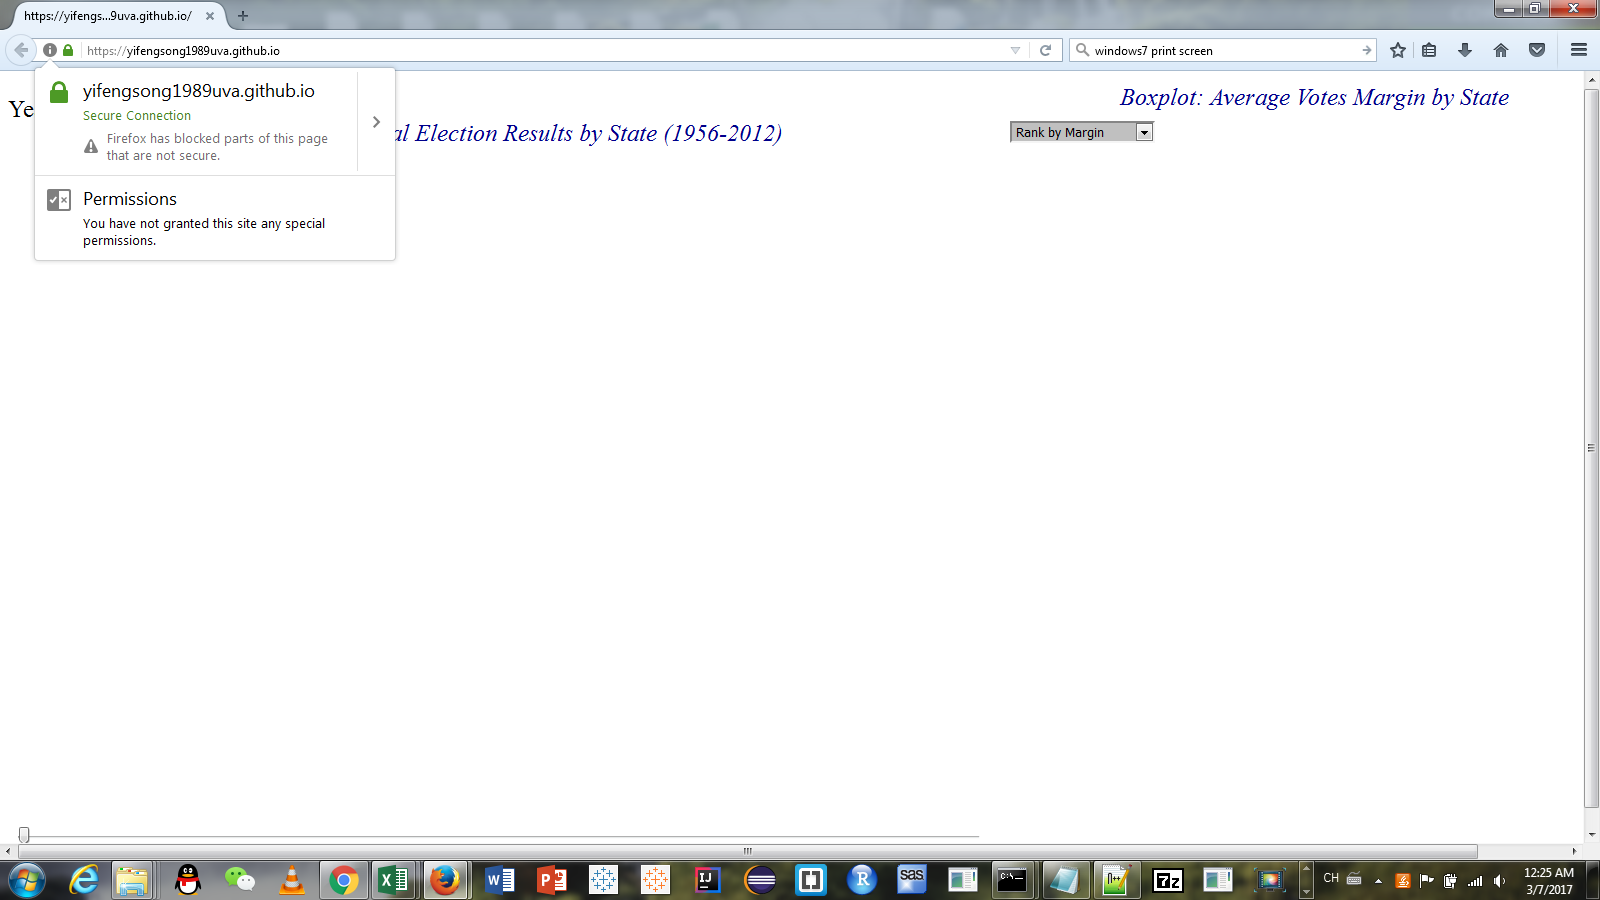 https://yifengs...9uva.github.io/
https://yifengsong1989uva.github.io
windows7 print screen
yifengsong1989uva.github.io
Secure Connection
Firefox has blocked parts of this page
that are not secure.
Permissions
You have not granted this site any special
permissions.
Ye
al Election Results by State (1956-2012)
Boxplot: Average Votes Margin by State
Rank by Margin
W
P
IJ
R
sas
C:\-
N++
7z
CH
12:25 AM
3/7/2017